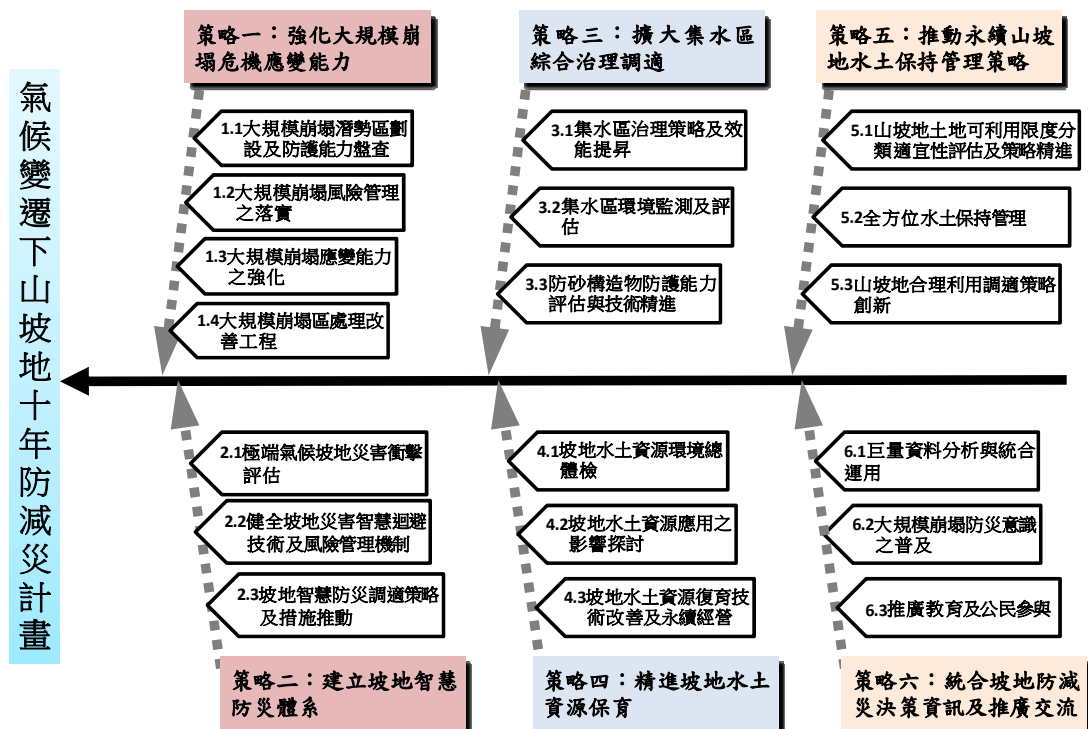 氣候變遷下山坡地十年防減災計畫
策略一：強化大規模崩
塌危機應變能力
1.1大規模崩塌潛勢區劃
設及防護能力盤查
1.2大規模崩塌風險管理
之落實
1.3大規模崩塌應變能力
之強化
1.4大規模崩塌區處理改
善工程
策略三：擴大集水區
綜合治理調適
3.1集水區治理策略及效
能提昇
3.2集水區環境監測及評
估
3.3防砂構造物防護能力
評估與技術精進
策略五：推動永續山坡
地水土保持管理策略
5.1山坡地土地可利用限度分
類適宜性評估及策略精進
5.2全方位水土保持管理
5.3山坡地合理利用調適策略
創新
2.1極端氣候坡地災害衝擊
評估
2.2健全坡地災害智慧迴避
技術及風險管理機制
2.3坡地智慧防災調適策略
及措施推動
策略二：建立坡地智慧
防災體系
4.1坡地水土資源環境總
體檢
4.2坡地水土資源應用之
影響探討
4.3坡地水土資源復育技
術改善及永續經營
策略四：精進坡地水土
資源保育
6.1巨量資料分析與統合
運用
6.2大規模崩塌防災意識
之普及
6.3推廣教育及公民參與
策略六：統合坡地防減
災決策資訊及推廣交流